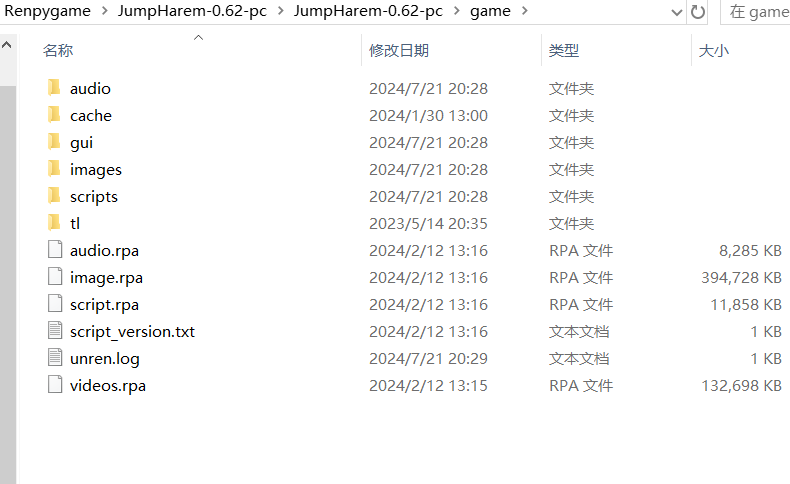 Renpygame > JumpHarem-0.62-pc > JumpHarem-0.62-pc > game > 在 game
名称 修改日期 类型 大小
audio 2024/7/21 20:28 文件夹
cache 2024/1/30 13:00 文件夹
gui 2024/7/21 20:28 文件夹
images 2024/7/21 20:28 文件夹
scripts 2024/7/21 20:28 文件夹
tl 2023/5/14 20:35 文件夹
audio.rpa 2024/2/12 13:16 RPA 文件 8,285 KB
image.rpa 2024/2/12 13:16 RPA 文件 394,728 KB
script.rpa 2024/2/12 13:16 RPA 文件 11,858 KB
script_version.txt 2024/2/12 13:16 文本文档 1 KB
unren.log 2024/7/21 20:29 文本文档 1 KB
videos.rpa 2024/2/12 13:15 RPA 文件 132,698 KB